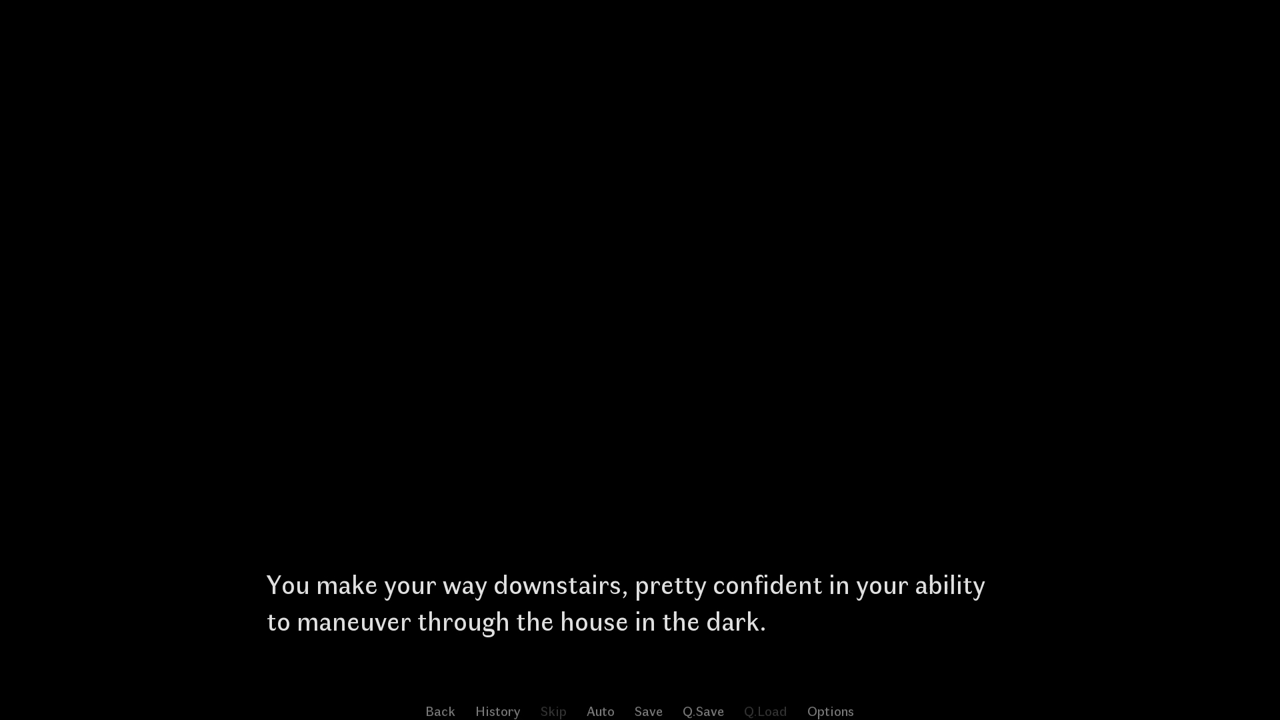 You make your way downstairs, pretty confident in your ability
to maneuver through the house in the dark.
Back History Skip Auto Save Q.Save Q.Load Options